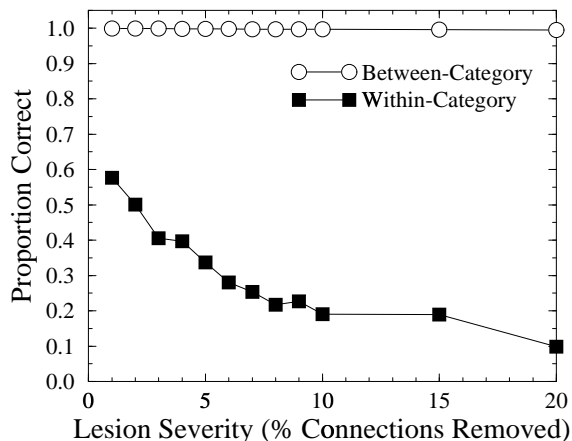 1.0
0.9
0.8
0.7
0.6
0.5
0.4
0.3
0.2
0.1
0.0
Proportion Correct
Between-Category
Within-Category
0 5 10 15 20
Lesion Severity (% Connections Removed)